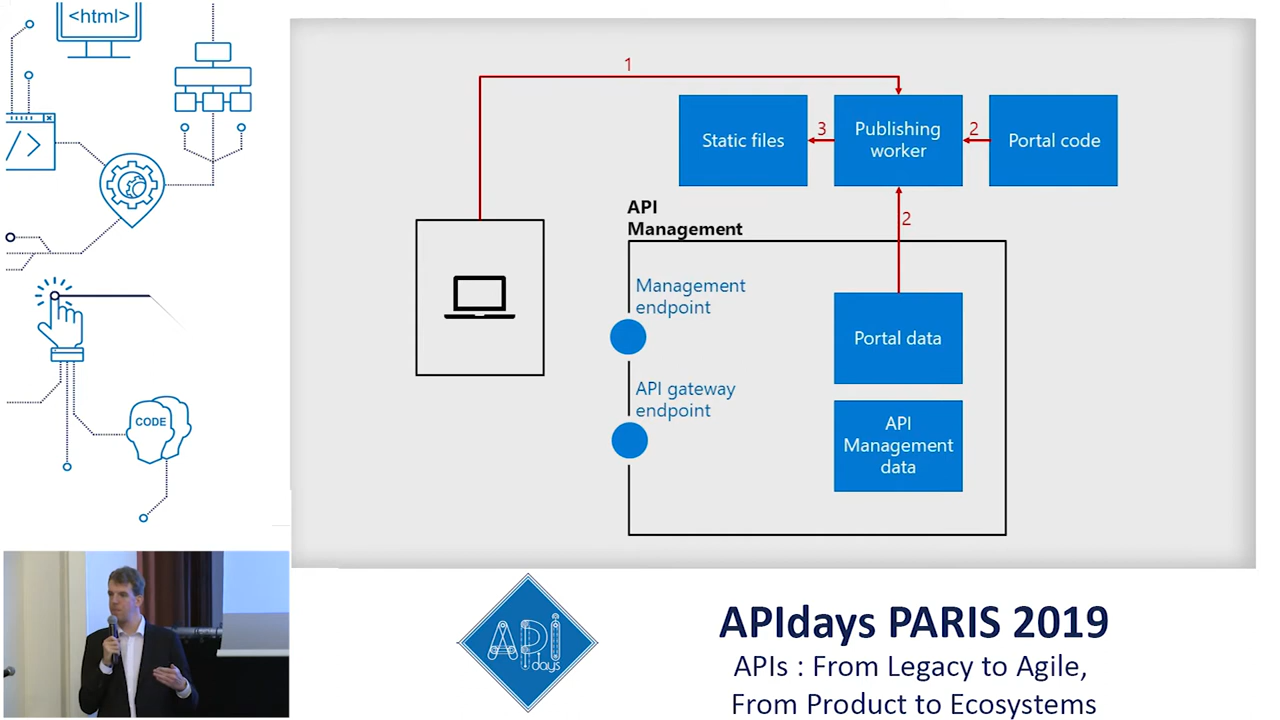 <html>
</>
CODE
1
Static files
3
Publishing
worker
2
Portal code
2
API
Management
Management
endpoint
API gateway
endpoint
Portal data
API
Management
data
APIdays
APIdays PARIS 2019
APIs : From Legacy to Agile,
From Product to Ecosystems